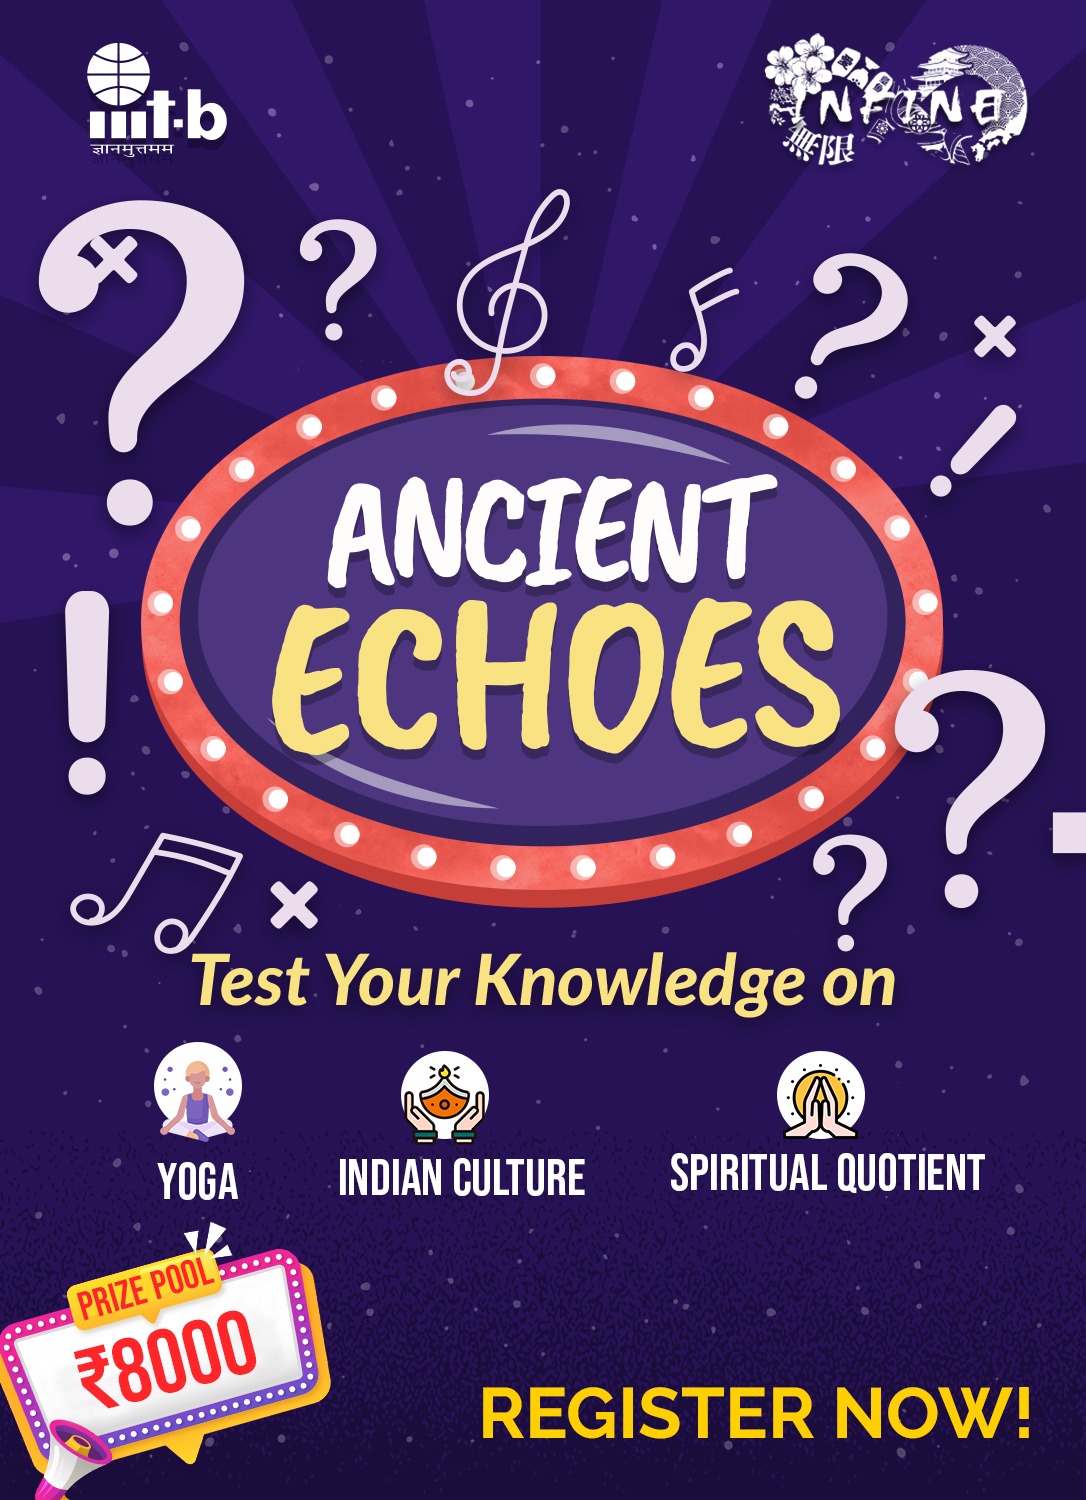 iiit-b
ज्ञानमुत्तमम
INFIN8
無限
ANCIENT
ECHOES
Test Your Knowledge on
YOGA
INDIAN CULTURE
SPIRITUAL QUOTIENT
PRIZE POOL
₹8000
REGISTER NOW!